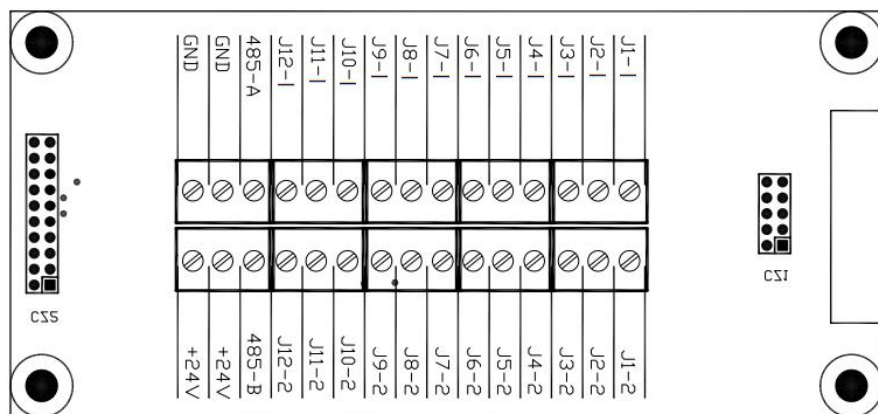 GND
GND
485-A
J12-1
J11-1
J10-1
J9-1
J8-1
J7-1
J6-1
J5-1
J4-1
J3-1
J2-1
J1-1
CZ5
CZ1
+24V
+24V
485-B
J12-2
J11-2
J10-2
J9-2
J8-2
J7-2
J6-2
J5-2
J4-2
J3-2
J2-2
J1-2